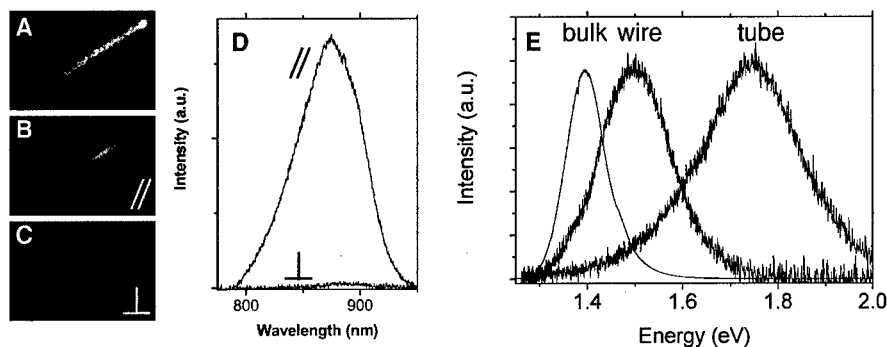 A
B
//
C
⊥
D
//
⊥
Intensity (a.u.)
800
900
Wavelength (nm)
E
bulk wire tube
Intensity (a.u.)
1.4
1.6
1.8
2.0
Energy (eV)